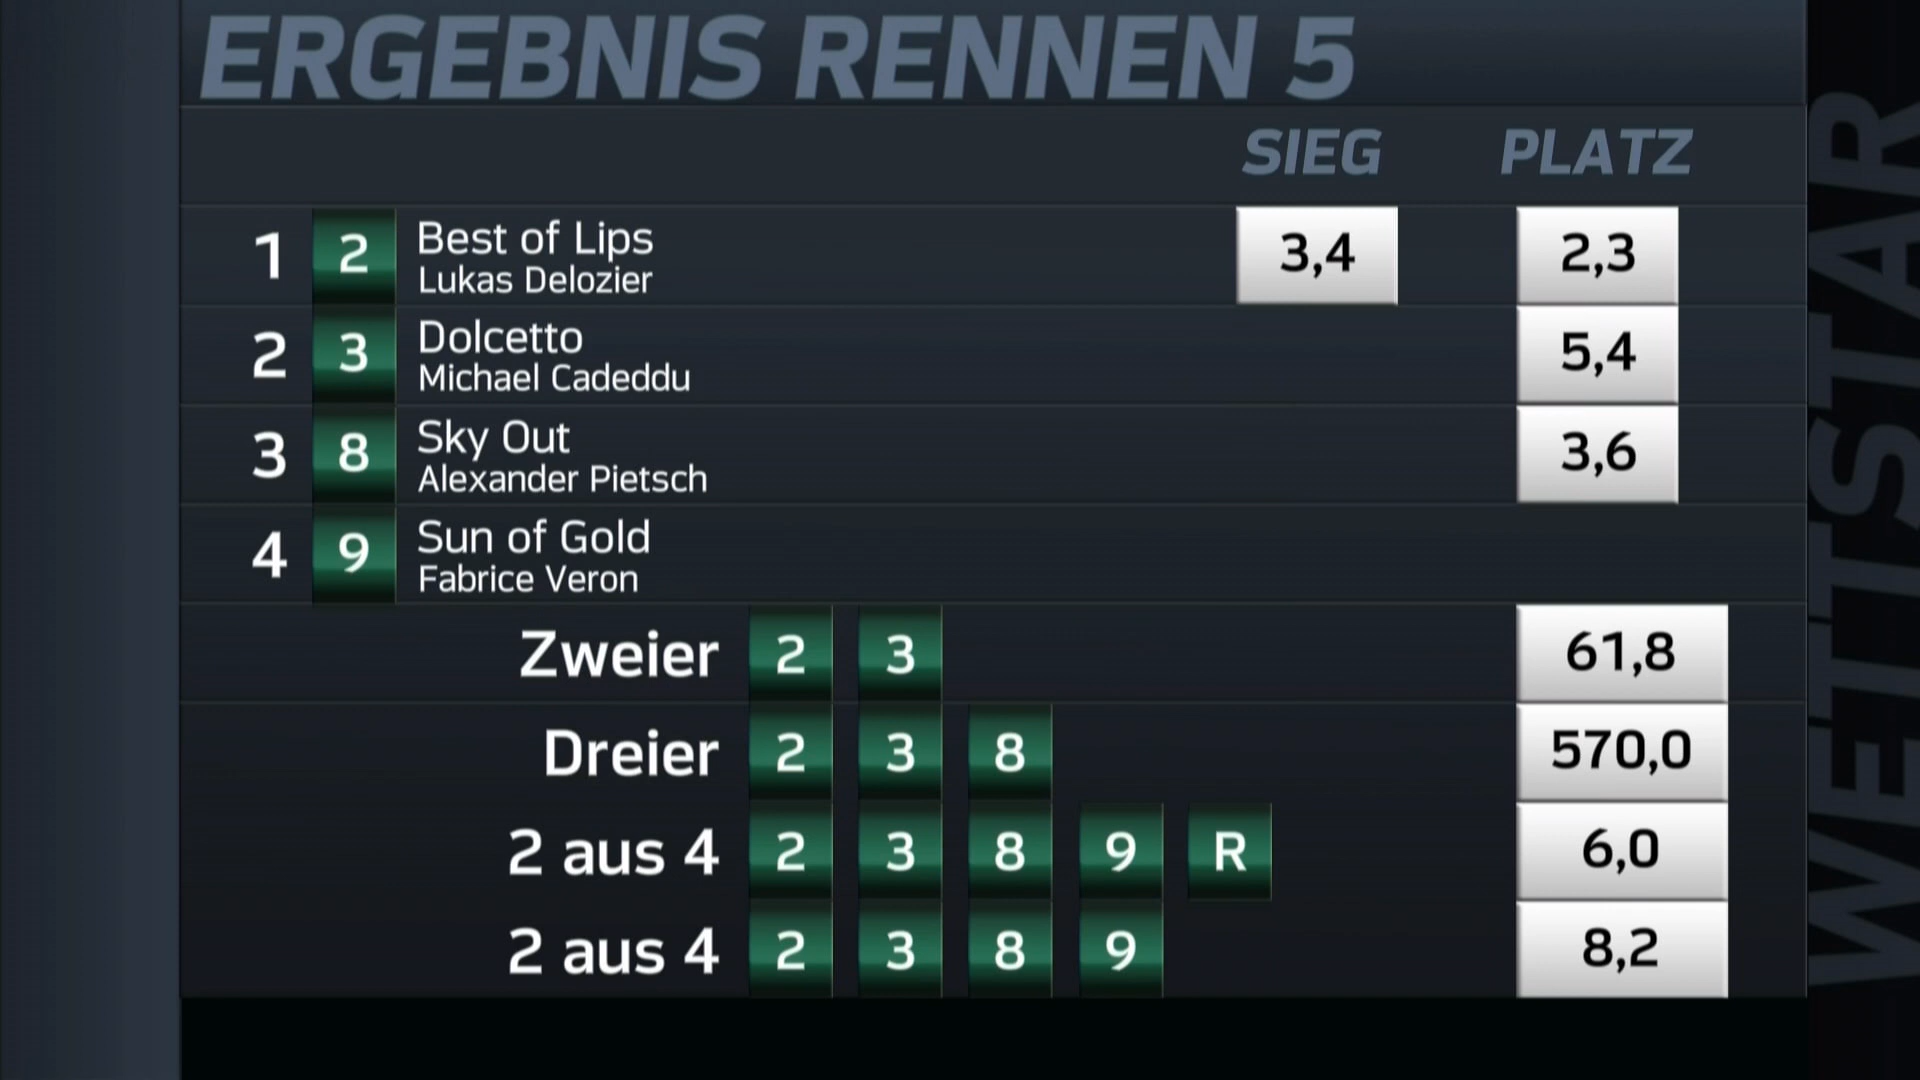 ERGEBNIS RENNEN 5
SIEG PLATZ
1 2 Best of Lips 3,4 2,3
Lukas Delozier
2 3 Dolcetto 5,4
Michael Cadeddu
3 8 Sky Out 3,6
Alexander Pietsch
4 9 Sun of Gold
Fabrice Veron
Zweier 2 3 61,8
Dreier 2 3 8 570,0
2 aus 4 2 3 8 9 R 6,0
2 aus 4 2 3 8 9 8,2
WETTSTAR